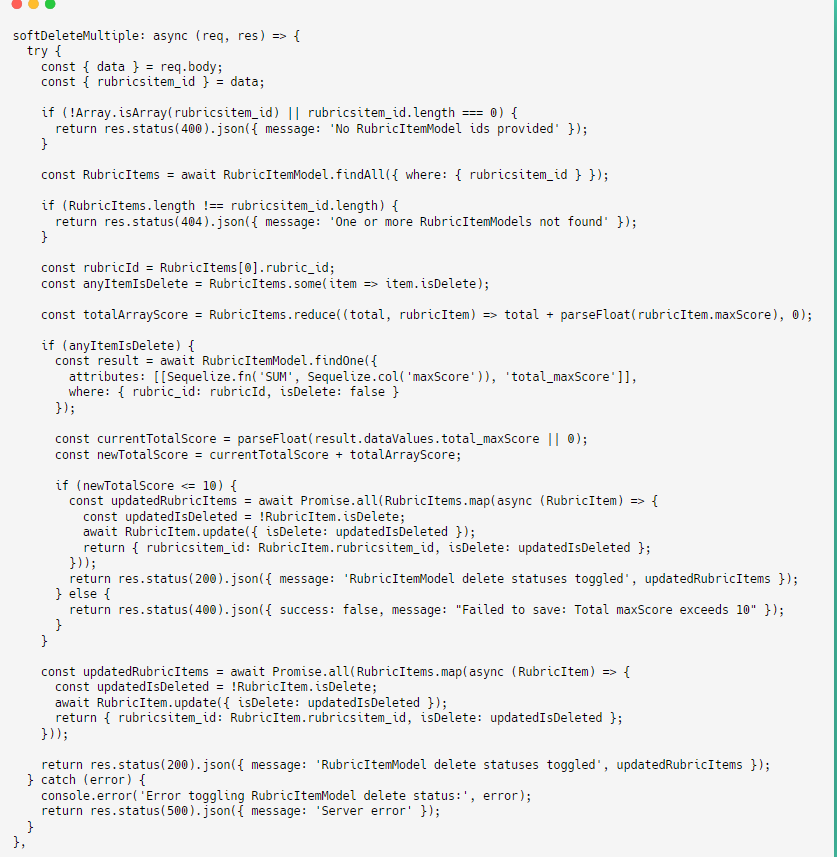 softDeleteMultiple: async (req, res) => {
  try {
    const { data } = req.body;
    const { rubricsitem_id } = data;

    if (!Array.isArray(rubricsitem_id) || rubricsitem_id.length === 0) {
      return res.status(400).json({ message: 'No RubricItemModel ids provided' });
    }

    const RubricItems = await RubricItemModel.findAll({ where: { rubricsitem_id } });

    if (RubricItems.length !== rubricsitem_id.length) {
      return res.status(404).json({ message: 'One or more RubricItemModels not found' });
    }

    const rubricId = RubricItems[0].rubric_id;
    const anyItemIsDelete = RubricItems.some(item => item.isDelete);

    const totalArrayScore = RubricItems.reduce((total, rubricItem) => total + parseFloat(rubricItem.maxScore), 0);

    if (anyItemIsDelete) {
      const result = await RubricItemModel.findOne({
        attributes: [[Sequelize.fn('SUM', Sequelize.col('maxScore')), 'total_maxScore']],
        where: { rubric_id: rubricId, isDelete: false }
      });

      const currentTotalScore = parseFloat(result.dataValues.total_maxScore || 0);
      const newTotalScore = currentTotalScore + totalArrayScore;

      if (newTotalScore <= 10) {
        const updatedRubricItems = await Promise.all(RubricItems.map(async (RubricItem) => {
          const updatedIsDeleted = !RubricItem.isDelete;
          await RubricItem.update({ isDelete: updatedIsDeleted });
          return { rubricsitem_id: RubricItem.rubricsitem_id, isDelete: updatedIsDeleted };
        }));
        return res.status(200).json({ message: 'RubricItemModel delete statuses toggled', updatedRubricItems });
      } else {
        return res.status(400).json({ success: false, message: "Failed to save: Total maxScore exceeds 10" });
      }
    }

    const updatedRubricItems = await Promise.all(RubricItems.map(async (RubricItem) => {
      const updatedIsDeleted = !RubricItem.isDelete;
      await RubricItem.update({ isDelete: updatedIsDeleted });
      return { rubricsitem_id: RubricItem.rubricsitem_id, isDelete: updatedIsDeleted };
    }));

    return res.status(200).json({ message: 'RubricItemModel delete statuses toggled', updatedRubricItems });
  } catch (error) {
    console.error('Error toggling RubricItemModel delete status:', error);
    return res.status(500).json({ message: 'Server error' });
  }
},